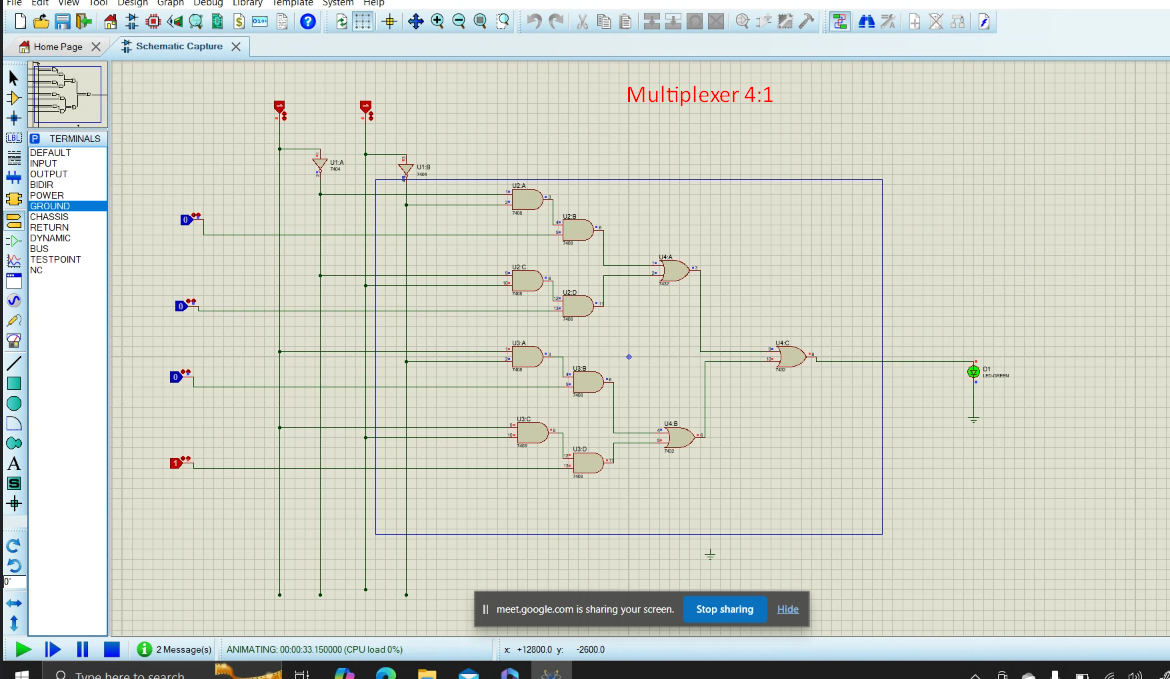 File Edit View Tool Design Graph Debug Library Template System Help
Home Page
Schematic Capture
Multiplexer 4:1
LBL
P TERMINALS
DEFAULT
INPUT
OUTPUT
BIDIR
POWER
GROUND
CHASSIS
RETURN
DYNAMIC
BUS
TESTPOINT
NC
A
S
0°
U1:A
7404
U1:B
7404
U2:A
7408
U2:B
7408
U2:C
7408
U2:D
7408
U3:A
7408
U3:B
7408
U3:C
7408
U3:D
7408
U4:A
7432
U4:B
7432
U4:C
7432
0
0
0
1
D1
LED-GREEN
meet.google.com is sharing your screen.
Stop sharing
Hide
2 Message(s)
ANIMATING: 00:00:33.150000 (CPU load 0%)
x: +12800.0 y: -2600.0
Type here to search